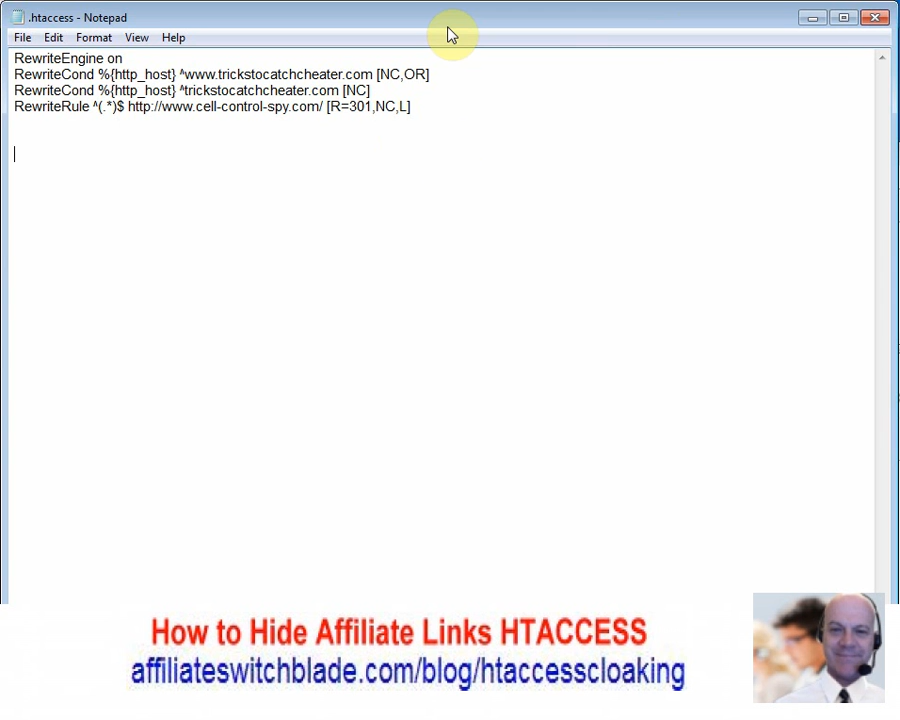 .htaccess - Notepad
File Edit Format View Help
RewriteEngine on
RewriteCond %{http_host} ^www.trickstocatchcheater.com [NC,OR]
RewriteCond %{http_host} ^trickstocatchcheater.com [NC]
RewriteRule ^(.*)$ http://www.cell-control-spy.com/ [R=301,NC,L]
How to Hide Affiliate Links HTACCESS
affiliateswitchblade.com/blog/htaccesscloaking